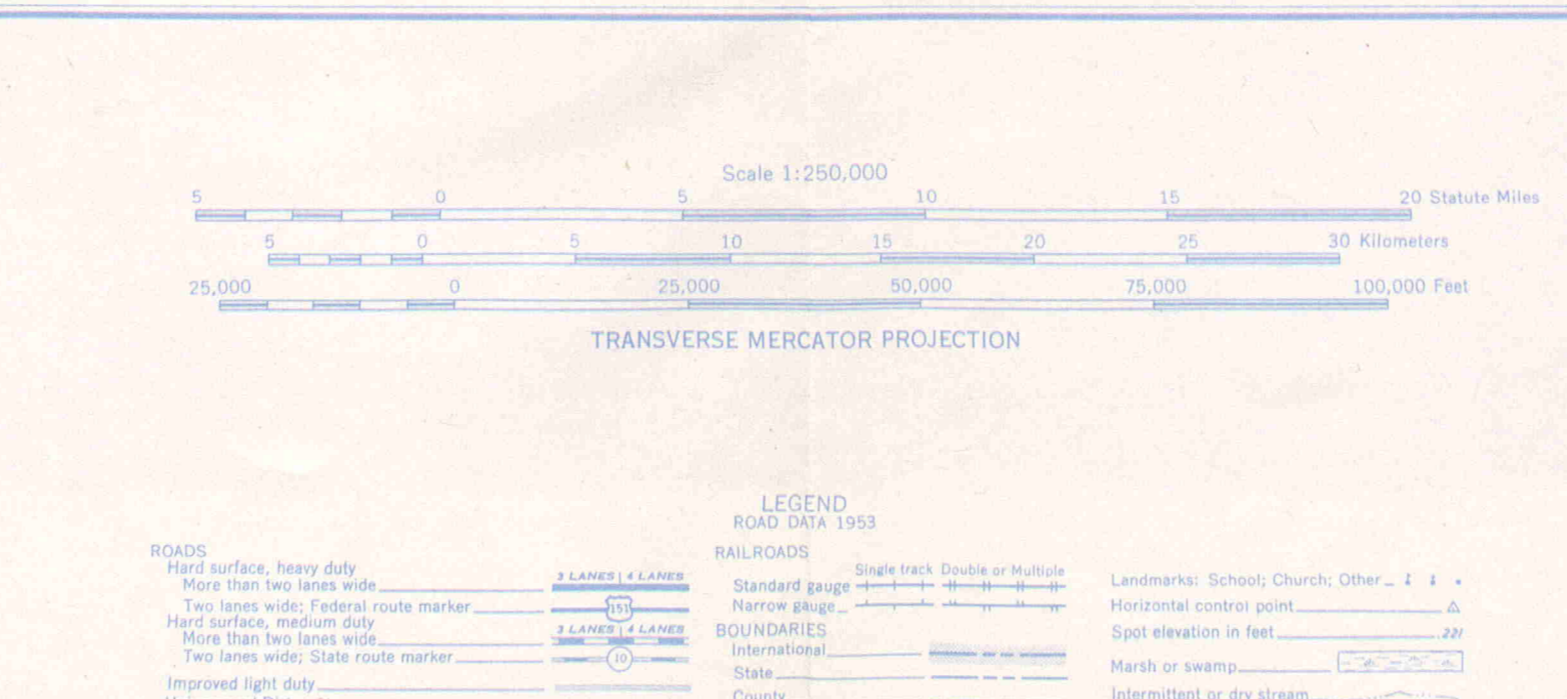 Scale 1:250,000
5 0 5 10 15 20 Statute Miles
5 0 5 10 15 20 25 30 Kilometers
25,000 0 25,000 50,000 75,000 100,000 Feet
TRANSVERSE MERCATOR PROJECTION
LEGEND
ROAD DATA 1953
ROADS
Hard surface, heavy duty
More than two lanes wide 3 LANES | 4 LANES
Two lanes wide; Federal route marker 151
Hard surface, medium duty
More than two lanes wide 3 LANES | 4 LANES
Two lanes wide; State route marker 10
Improved light duty
RAILROADS
Single track Double or Multiple
Standard gauge
Narrow gauge
BOUNDARIES
International
State
County
Landmarks: School; Church; Other
Horizontal control point
Spot elevation in feet .221
Marsh or swamp
Intermittent or dry stream